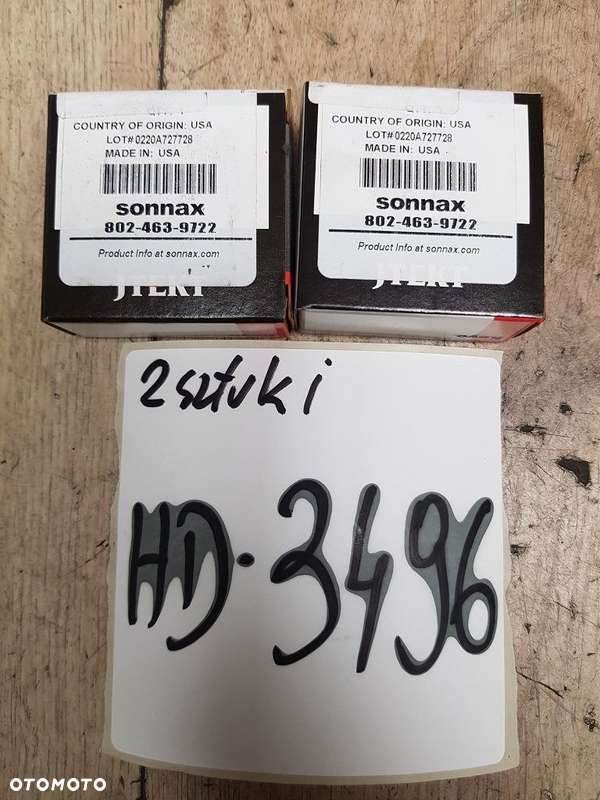 COUNTRY OF ORIGIN: USA
LOT# 0220A727728
MADE IN: USA
sonnax
802-463-9722
Product Info at sonnax.com
JTEKT
COUNTRY OF ORIGIN: USA
LOT# 0220A727728
MADE IN: USA
sonnax
802-463-9722
Product Info at sonnax.com
JTEKT
2 sztuki
HD-3496
OTOMOTO